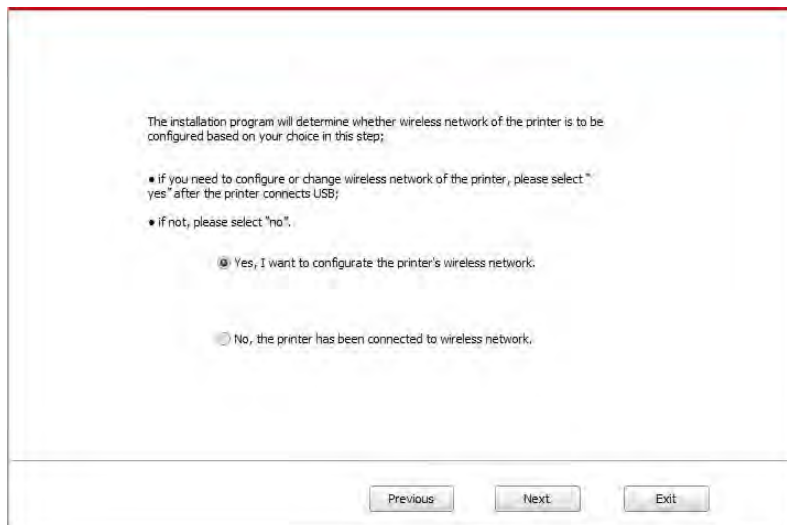 The installation program will determine whether wireless network of the printer is to be
configured based on your choice in this step;
● if you need to configure or change wireless network of the printer, please select "
yes" after the printer connects USB;
● if not, please select "no".
Yes, I want to configurate the printer's wireless network.
No, the printer has been connected to wireless network.
Previous Next Exit